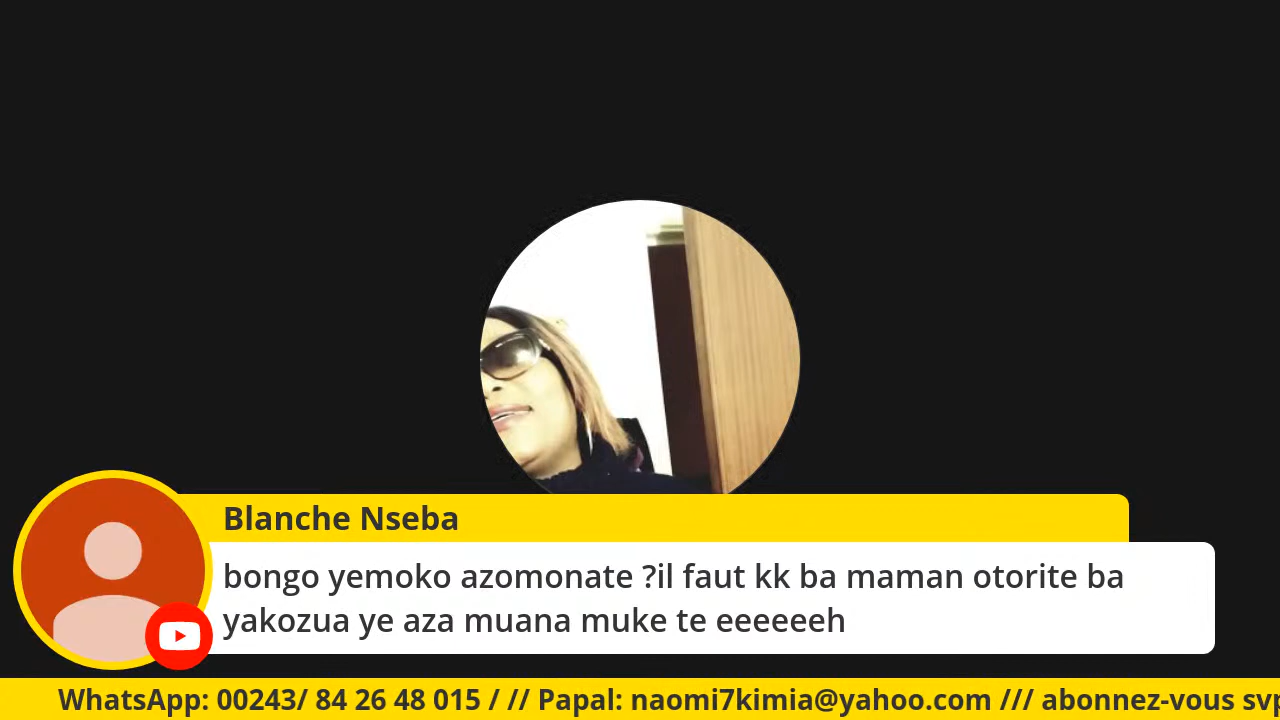 Blanche Nseba
bongo yemoko azomonate ?il faut kk ba maman otorite ba
yakozua ye aza muana muke te eeeeeeh
WhatsApp: 00243/ 84 26 48 015 / // Papal: naomi7kimia@yahoo.com /// abonnez-vous svp